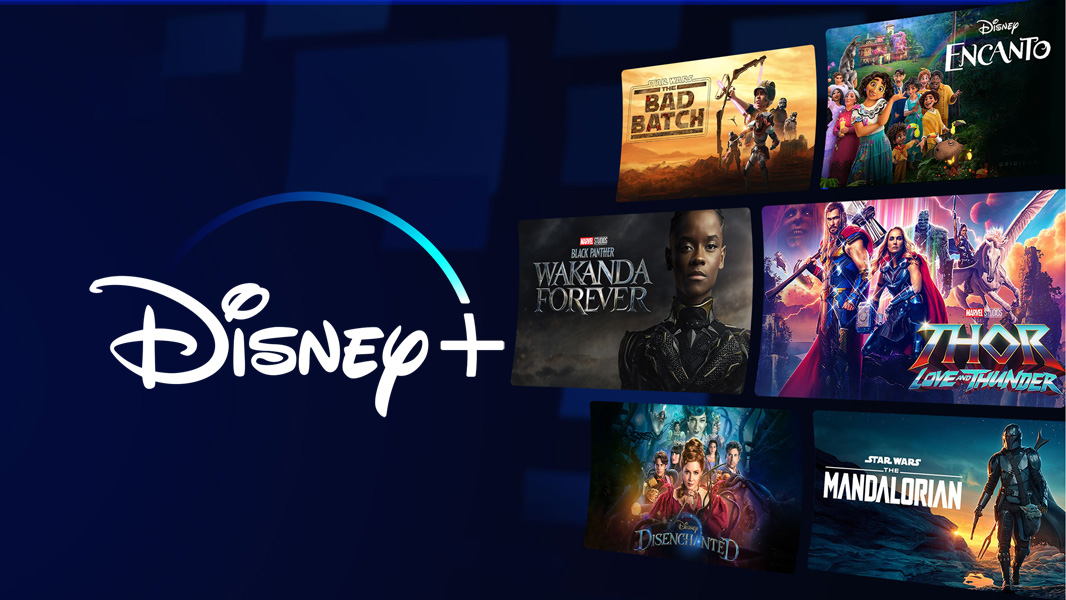 Disney+
STAR WARS
THE
BAD
BATCH
Disney
ENCANTO
MARVEL STUDIOS
BLACK PANTHER
WAKANDA
FOREVER
MARVEL STUDIOS
THOR
LOVE AND THUNDER
Disney
DISENCHANTED
STAR WARS
THE
MANDALORIAN